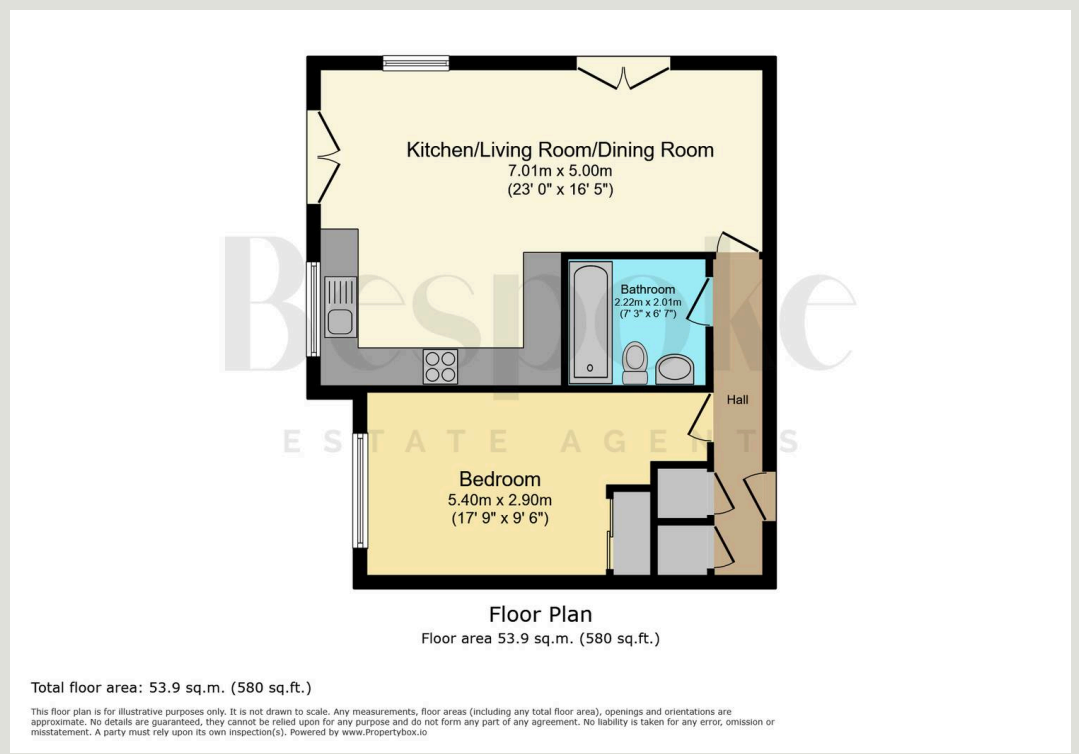 Kitchen/Living Room/Dining Room
7.01m x 5.00m
(23' 0" x 16' 5")
Bespoke
Bathroom
2.22m x 2.01m
(7' 3" x 6' 7")
Hall
ESTATE AGENTS
Bedroom
5.40m x 2.90m
(17' 9" x 9' 6")
Floor Plan
Floor area 53.9 sq.m. (580 sq.ft.)
Total floor area: 53.9 sq.m. (580 sq.ft.)
This floor plan is for illustrative purposes only. It is not drawn to scale. Any measurements, floor areas (including any total floor area), openings and orientations are
approximate. No details are guaranteed, they cannot be relied upon for any purpose and do not form any part of any agreement. No liability is taken for any error, omission or
misstatement. A party must rely upon its own inspection(s). Powered by www.Propertybox.io